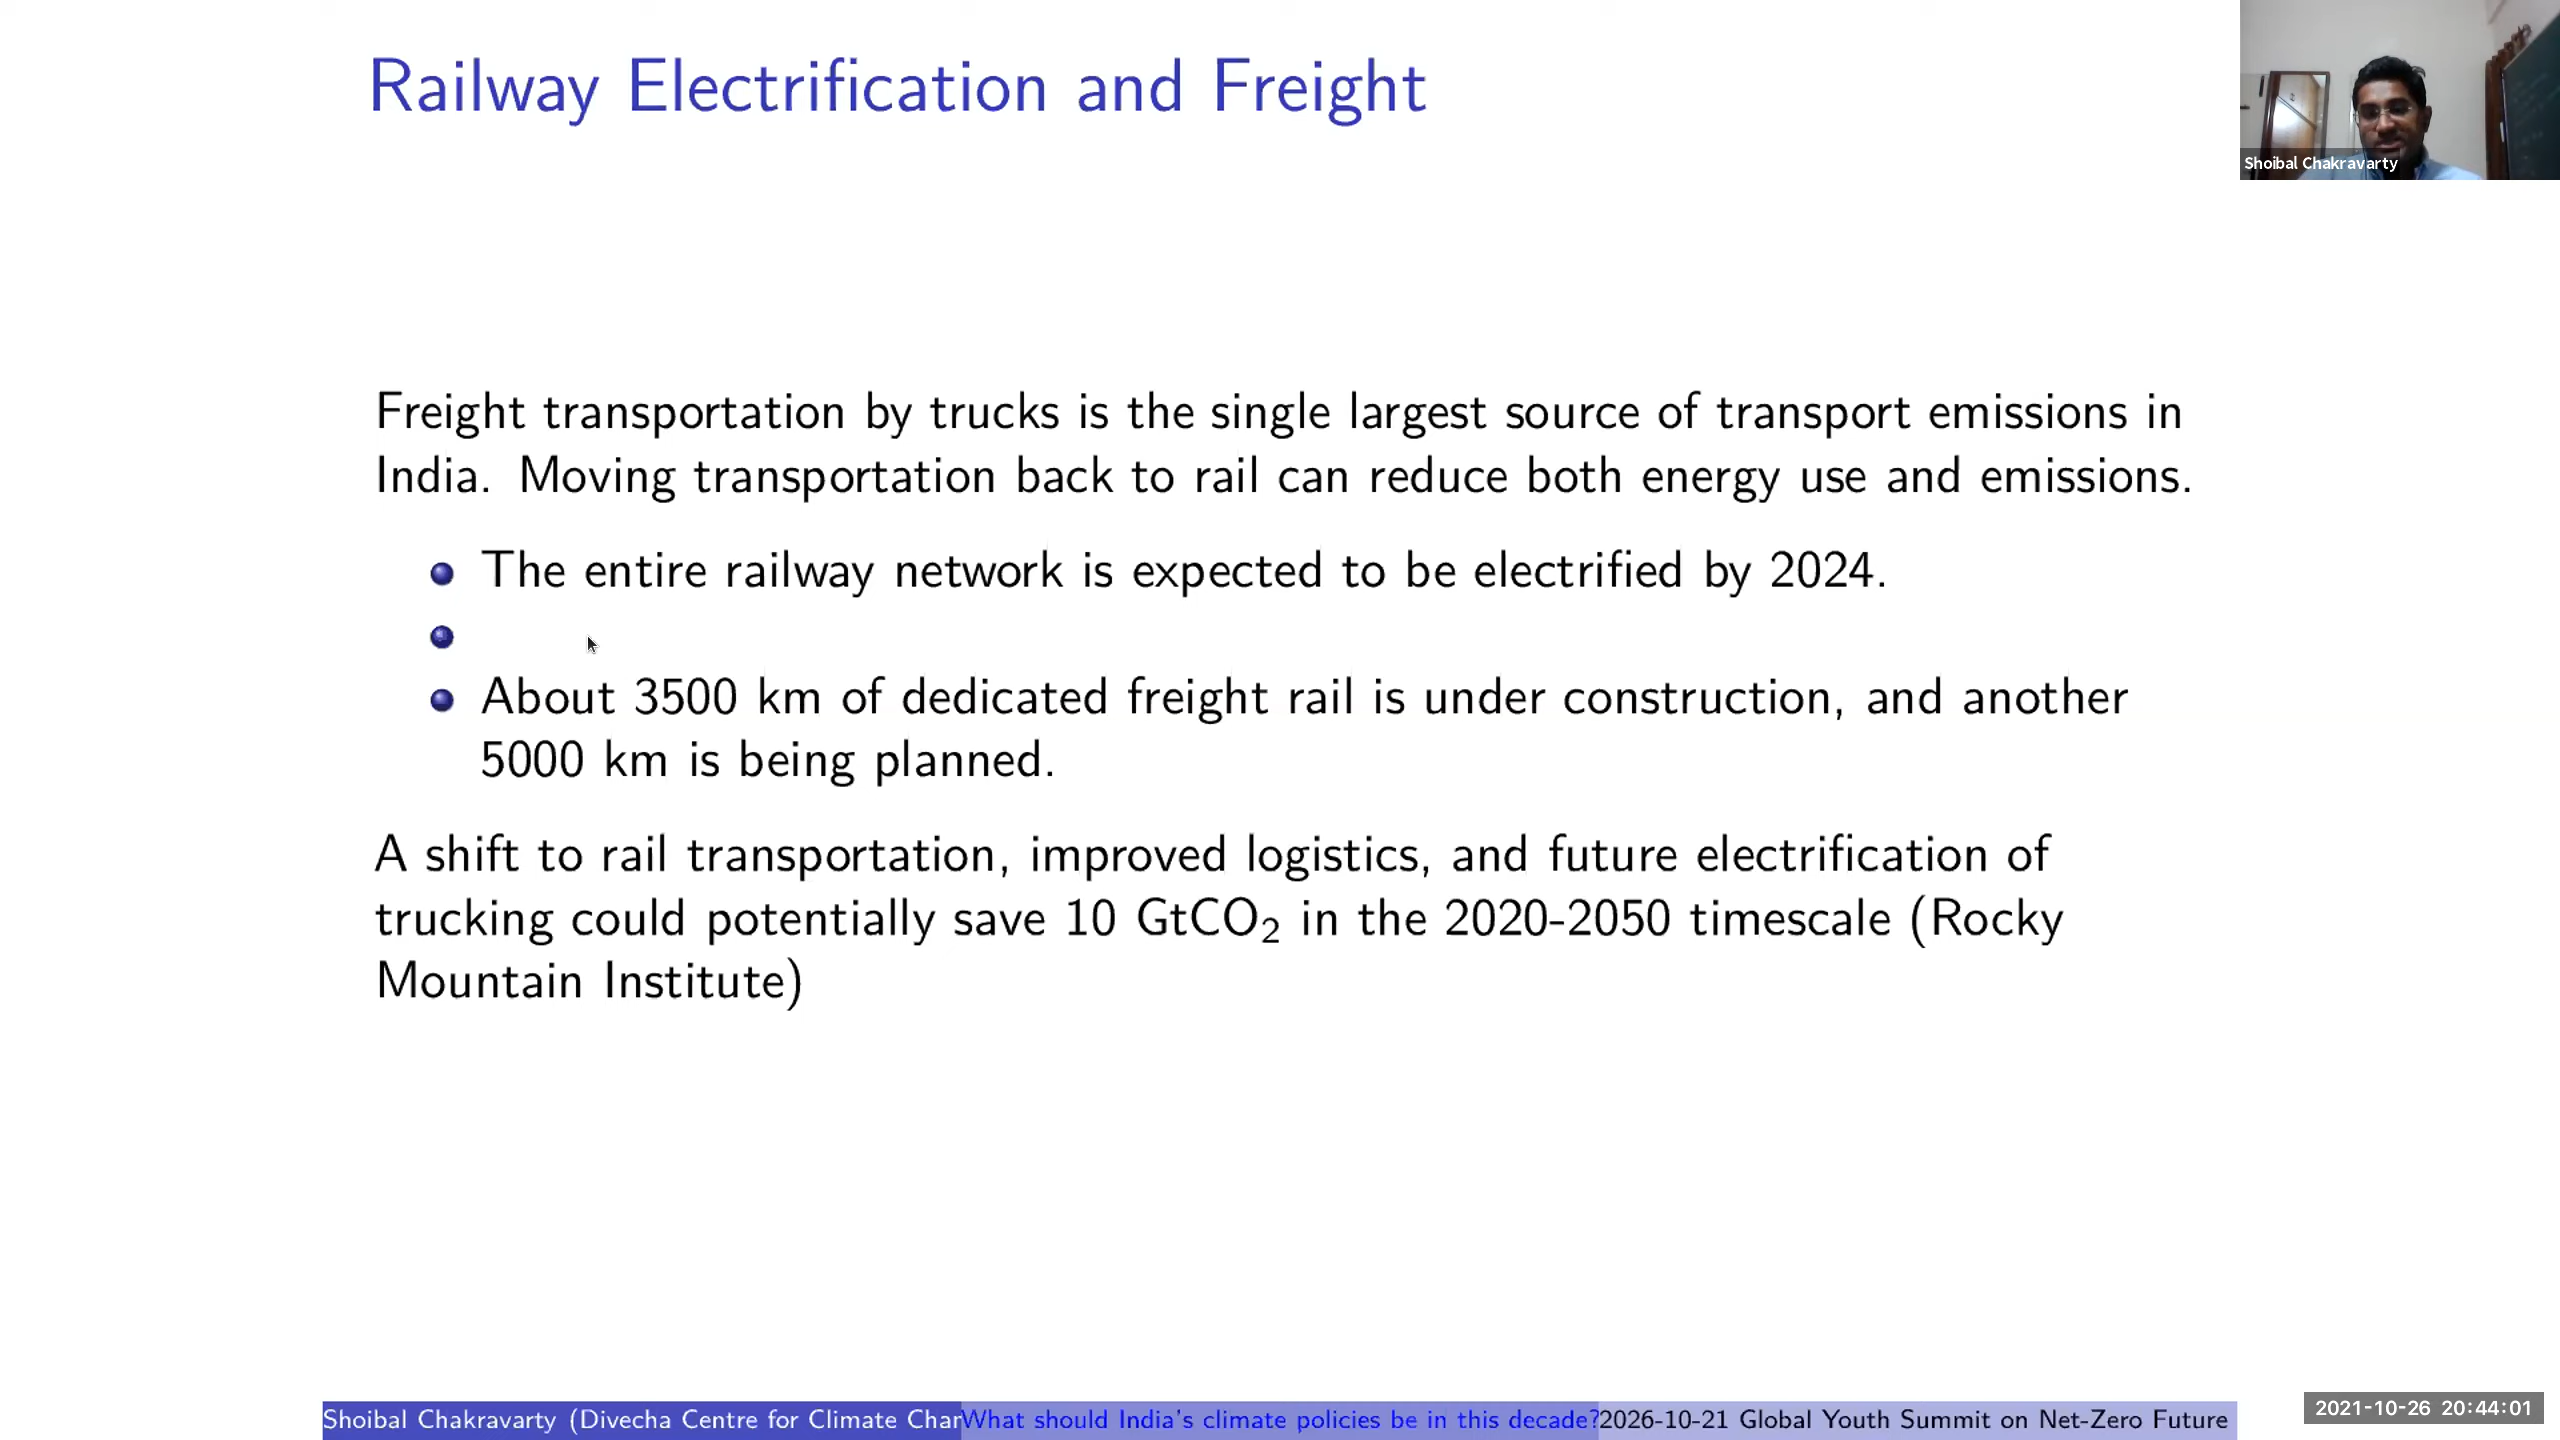 Railway Electrification and Freight
Shoibal Chakravarty
Freight transportation by trucks is the single largest source of transport emissions in
India. Moving transportation back to rail can reduce both energy use and emissions.
The entire railway network is expected to be electrified by 2024.
About 3500 km of dedicated freight rail is under construction, and another
5000 km is being planned.
A shift to rail transportation, improved logistics, and future electrification of
trucking could potentially save 10 GtCO₂ in the 2020-2050 timescale (Rocky
Mountain Institute)
Shoibal Chakravarty (Divecha Centre for Climate Char What should India's climate policies be in this decade? 2026-10-21 Global Youth Summit on Net-Zero Future
2021-10-26 20:44:01